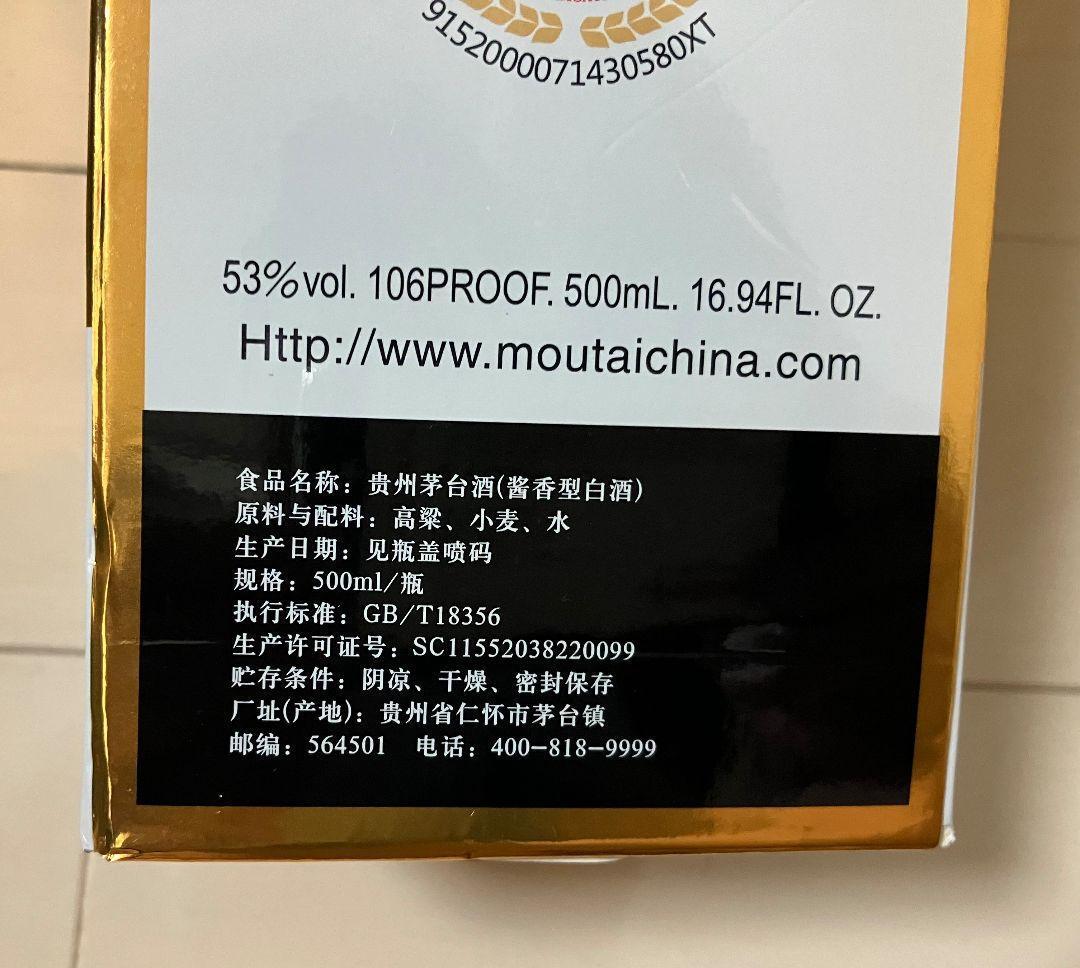 9152000071430580XT
53%vol. 106PROOF. 500mL. 16.94FL. OZ.
Http://www.moutaichina.com
食品名称：贵州茅台酒(酱香型白酒)
原料与配料：高粱、小麦、水
生产日期：见瓶盖喷码
规格：500ml/瓶
执行标准：GB/T18356
生产许可证号：SC11552038220099
贮存条件：阴凉、干燥、密封保存
厂址(产地)：贵州省仁怀市茅台镇
邮编：564501 电话：400-818-9999